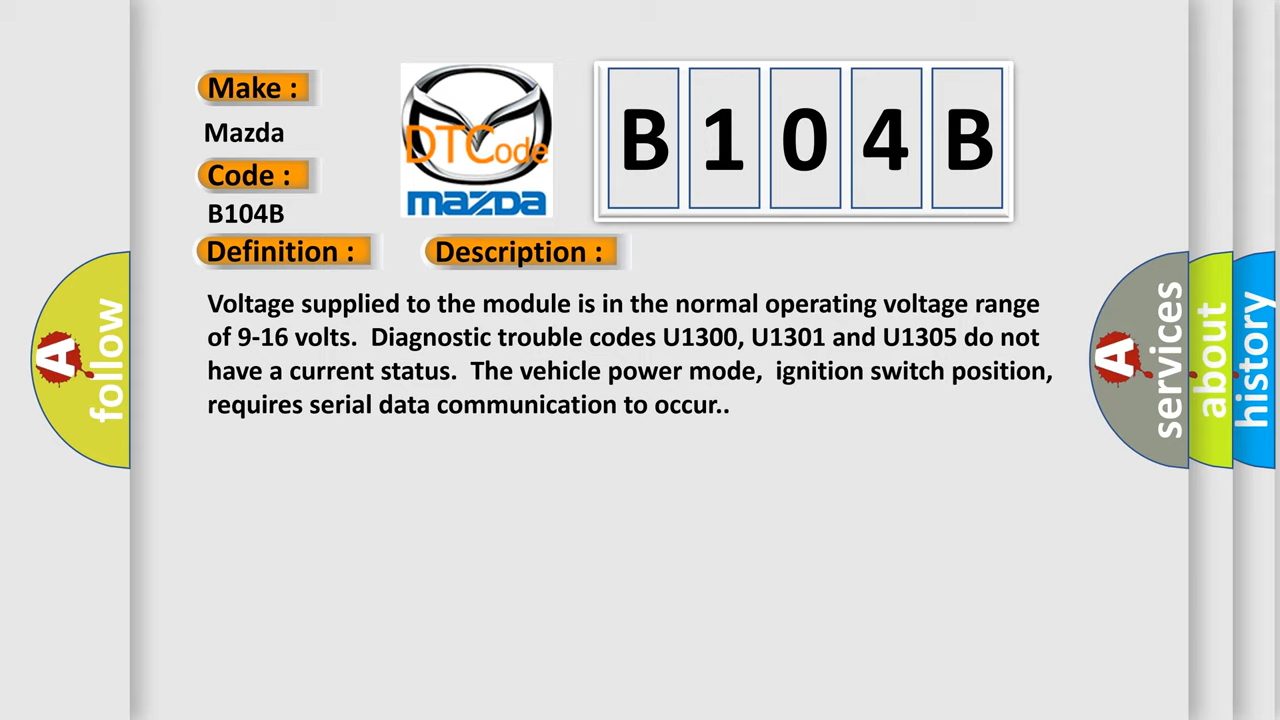 Make :
Mazda
Code :
B104B
DTCode
mazda
B 1 0 4 B
Definition :
Description :
Voltage supplied to the module is in the normal operating voltage range
of 9-16 volts  Diagnostic trouble codes U1300, U1301 and U1305 do not
have a current status  The vehicle power mode,  ignition switch position,
requires serial data communication to occur..
A follow
A services
about
history